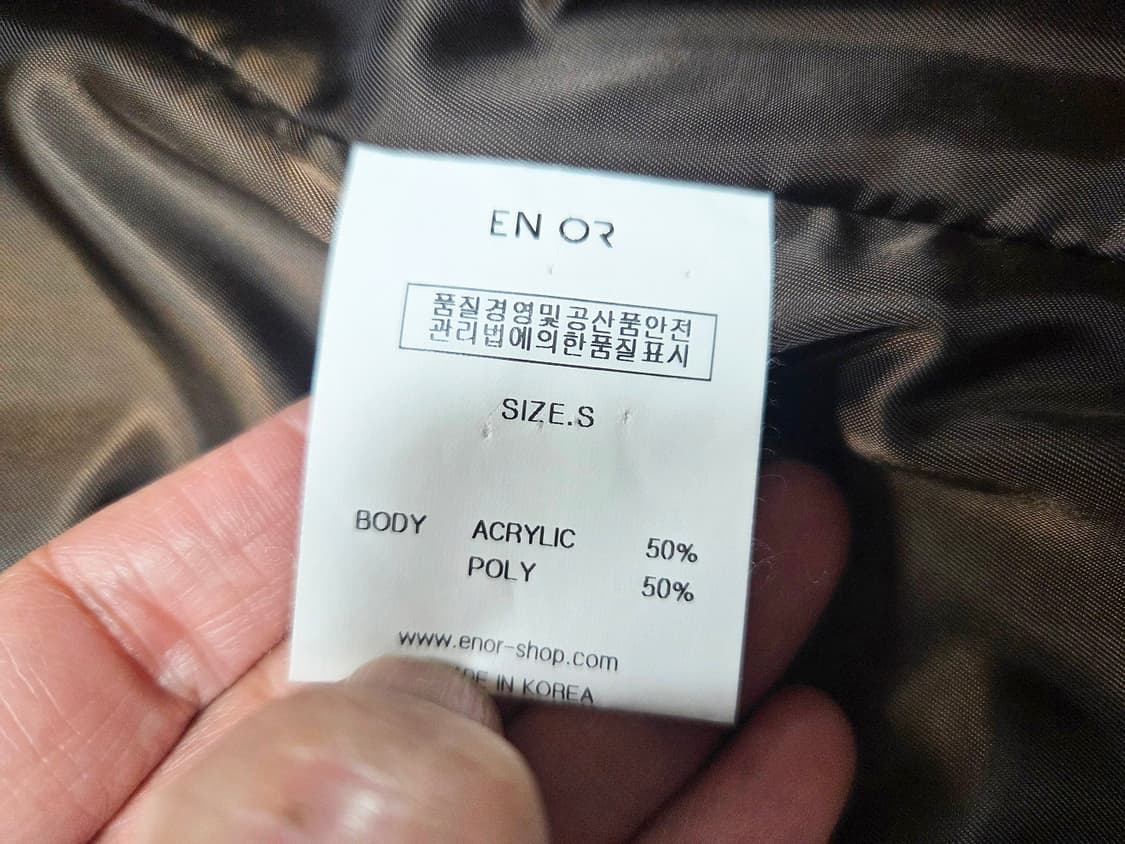 EN OR
품질경영및공산품안전
관리법에의한품질표시
SIZE.S
BODY ACRYLIC 50%
POLY 50%
www.enor-shop.com
IN KOREA